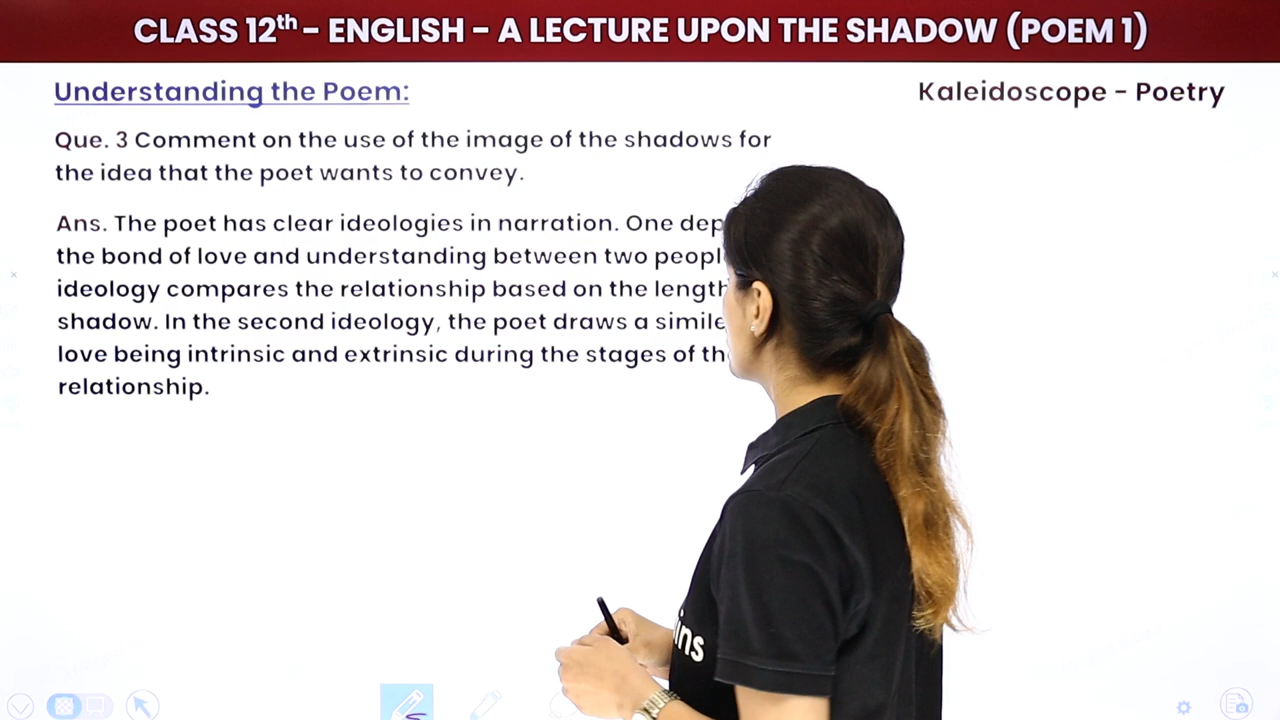 CLASS 12th - ENGLISH - A LECTURE UPON THE SHADOW (POEM 1)
Understanding the Poem:
Kaleidoscope - Poetry
Que. 3 Comment on the use of the image of the shadows for
the idea that the poet wants to convey.
Ans. The poet has clear ideologies in narration. One dep
the bond of love and understanding between two peopl
ideology compares the relationship based on the length
shadow. In the second ideology, the poet draws a simile
love being intrinsic and extrinsic during the stages of th
relationship.
ins